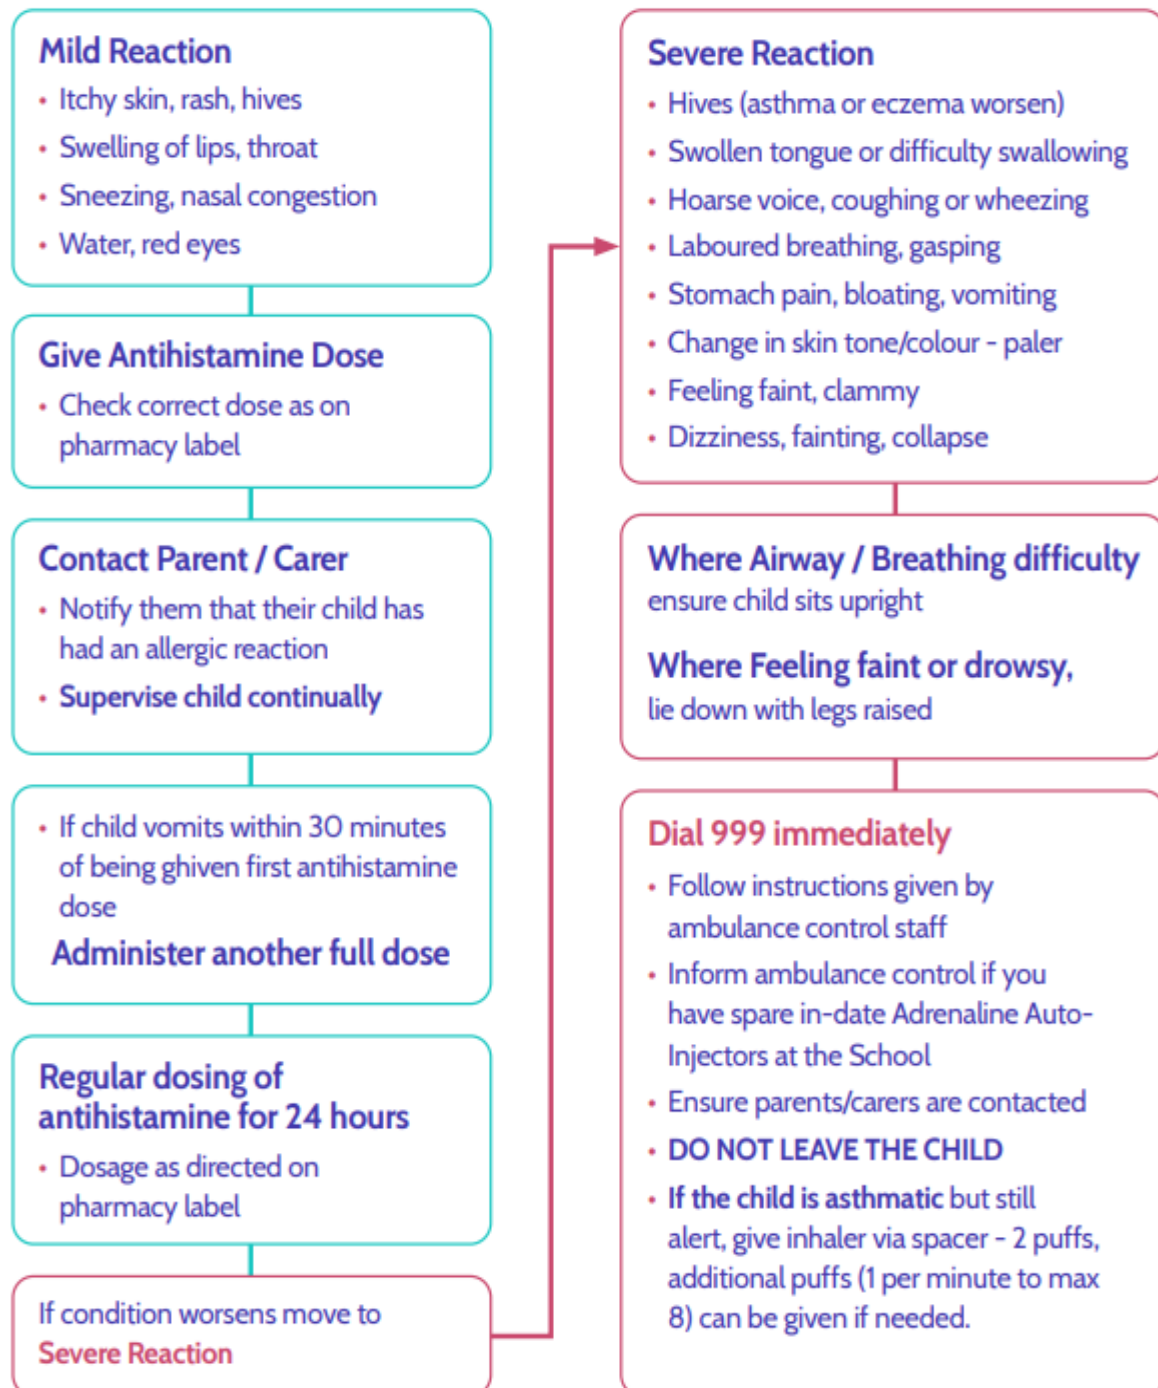 Mild Reaction
• Itchy skin, rash, hives
• Swelling of lips, throat
• Sneezing, nasal congestion
• Water, red eyes
Give Antihistamine Dose
• Check correct dose as on
pharmacy label
Contact Parent / Carer
• Notify them that their child has
had an allergic reaction
• Supervise child continually
• If child vomits within 30 minutes
of being ghiven first antihistamine
dose
Administer another full dose
Regular dosing of
antihistamine for 24 hours
• Dosage as directed on
pharmacy label
If condition worsens move to
Severe Reaction
Severe Reaction
• Hives (asthma or eczema worsen)
• Swollen tongue or difficulty swallowing
• Hoarse voice, coughing or wheezing
• Laboured breathing, gasping
• Stomach pain, bloating, vomiting
• Change in skin tone/colour - paler
• Feeling faint, clammy
• Dizziness, fainting, collapse
Where Airway / Breathing difficulty
ensure child sits upright
Where Feeling faint or drowsy,
lie down with legs raised
Dial 999 immediately
• Follow instructions given by
ambulance control staff
• Inform ambulance control if you
have spare in-date Adrenaline Auto-
Injectors at the School
• Ensure parents/carers are contacted
• DO NOT LEAVE THE CHILD
• If the child is asthmatic but still
alert, give inhaler via spacer - 2 puffs,
additional puffs (1 per minute to max
8) can be given if needed.